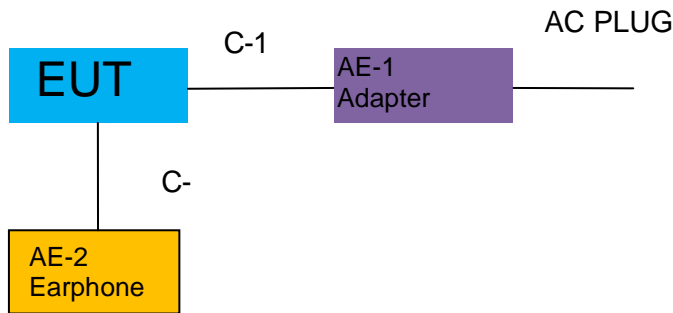 AC PLUG
C-1
EUT
AE-1
Adapter
C-
AE-2
Earphone